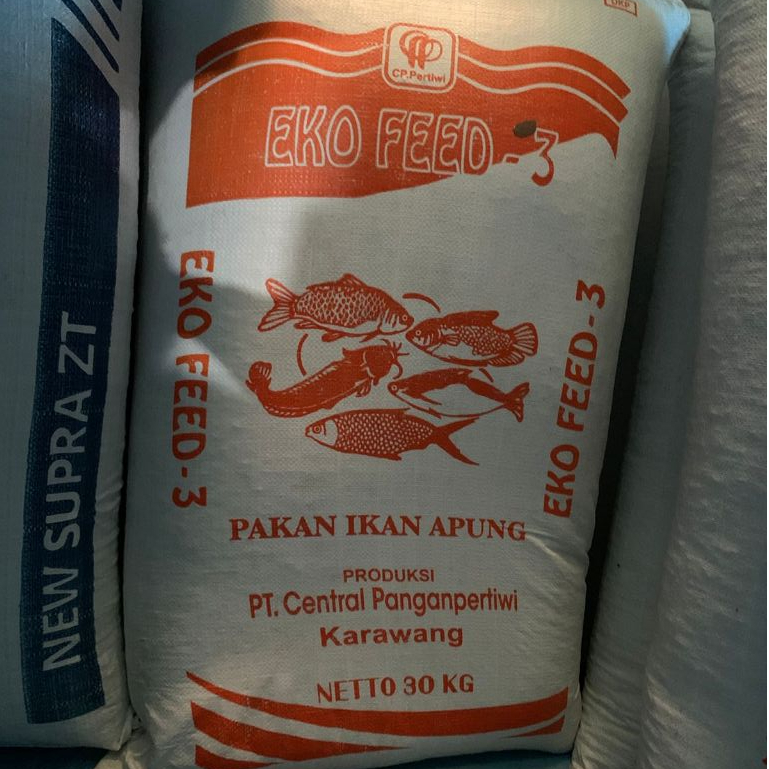 DKP
CP.Pertiwi
EKO FEED - 3
EKO FEED - 3
EKO FEED - 3
NEW SUPRA ZT
PAKAN IKAN APUNG
PRODUKSI
PT. Central Panganpertiwi
Karawang
NETTO 30 KG